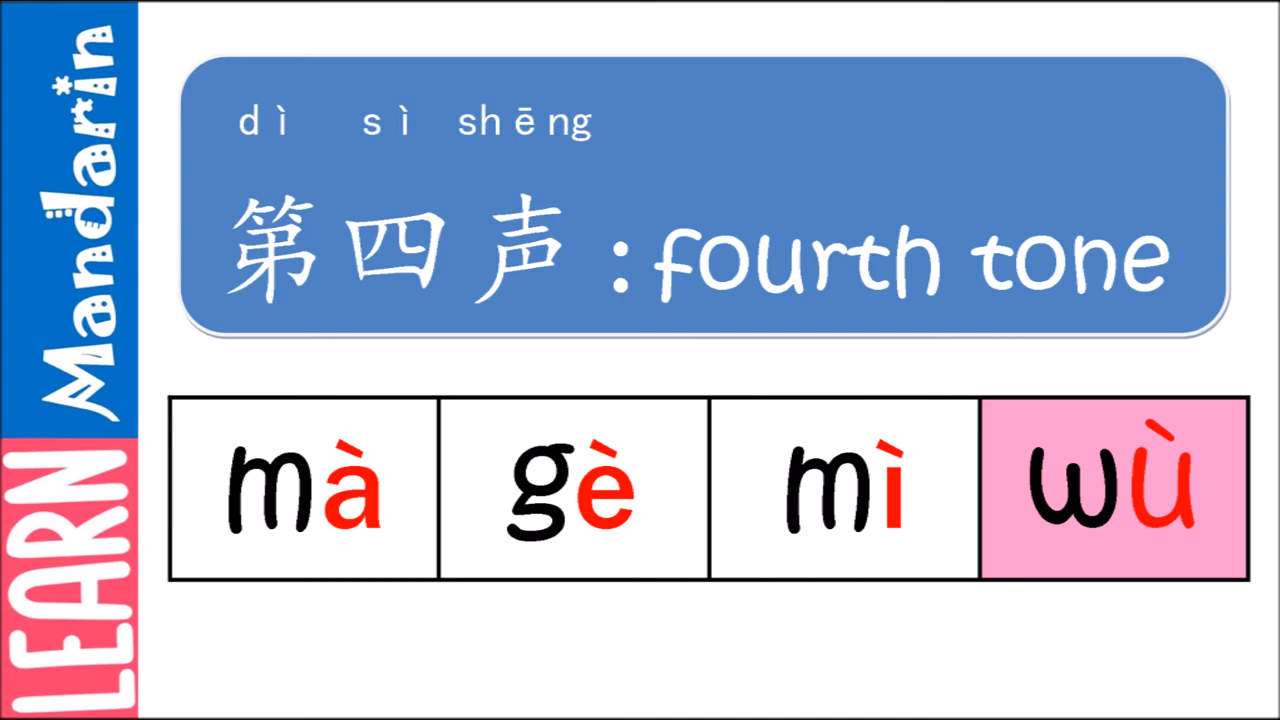 LEARN Mandarin
dì sì shēng
第四声 : fourth tone
mà gè mì wù